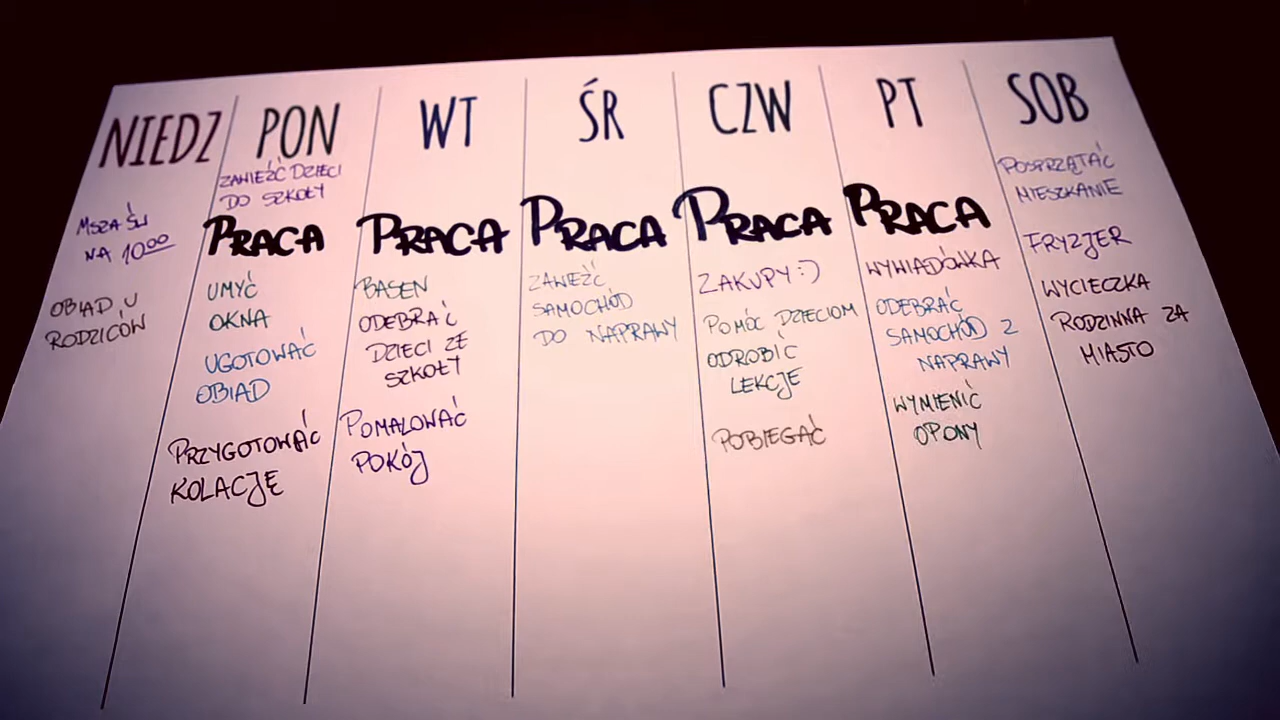 NIEDZ
MSZA ŚW
NA 10:00
OBIAD U
RODZICÓW
PON
ZAWIEŹĆ DZIECI
DO SZKOŁY
PRACA
UMYĆ
OKNA
UGOTOWAĆ
OBIAD
PRZYGOTOWAĆ
KOLACJĘ
WT
PRACA
BASEN
ODEBRAĆ
DZIECI ZE
SZKOŁY
POMALOWAĆ
POKÓJ
ŚR
PRACA
ZAWIEŹĆ
SAMOCHÓD
DO NAPRAWY
CZW
PRACA
ZAKUPY :)
POMÓC DZIECIOM
ODROBIĆ
LEKCJE
POBIEGAĆ
PT
PRACA
WYWIADÓWKA
ODEBRAĆ
SAMOCHÓD Z
NAPRAWY
WYMIENIĆ
OPONY
SOB
POSPRZĄTAĆ
MIESZKANIE
FRYZJER
WYCIECZKA
RODZINNA ZA
MIASTO